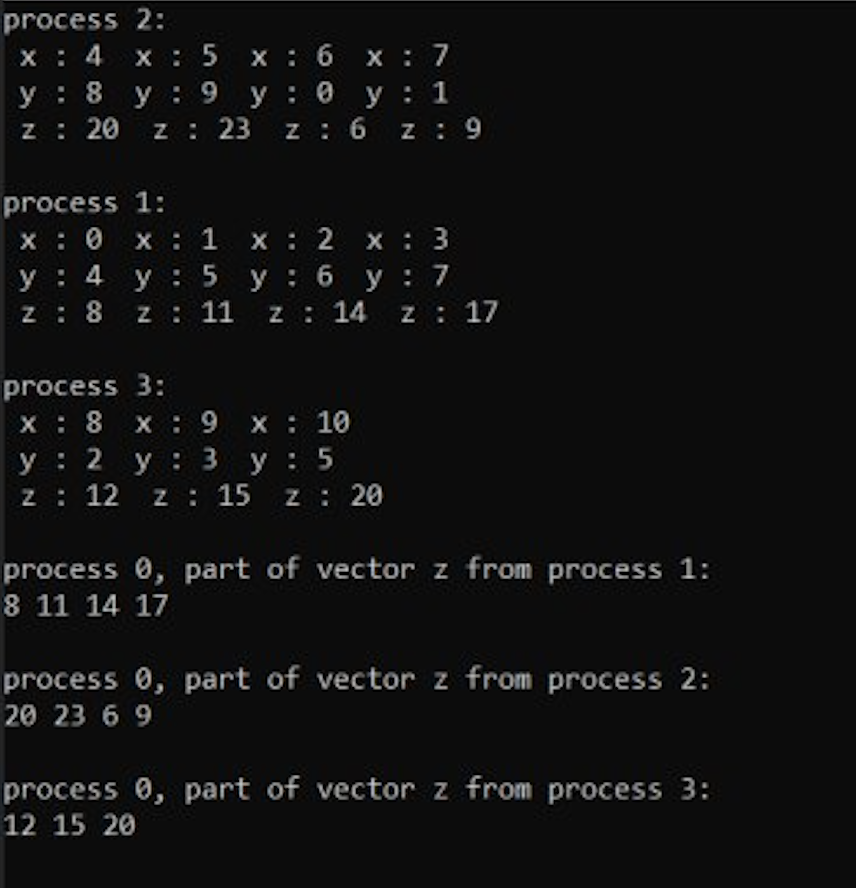 process 2:
x : 4 x : 5 x : 6 x : 7
y : 8 y : 9 y : 0 y : 1
z : 20 z : 23 z : 6 z : 9
process 1:
x : 0 x : 1 x : 2 x : 3
y : 4 y : 5 y : 6 y : 7
z : 8 z : 11 z : 14 z : 17
process 3:
x : 8 x : 9 x : 10
y : 2 y : 3 y : 5
z : 12 z : 15 z : 20
process 0, part of vector z from process 1:
8 11 14 17
process 0, part of vector z from process 2:
20 23 6 9
process 0, part of vector z from process 3:
12 15 20